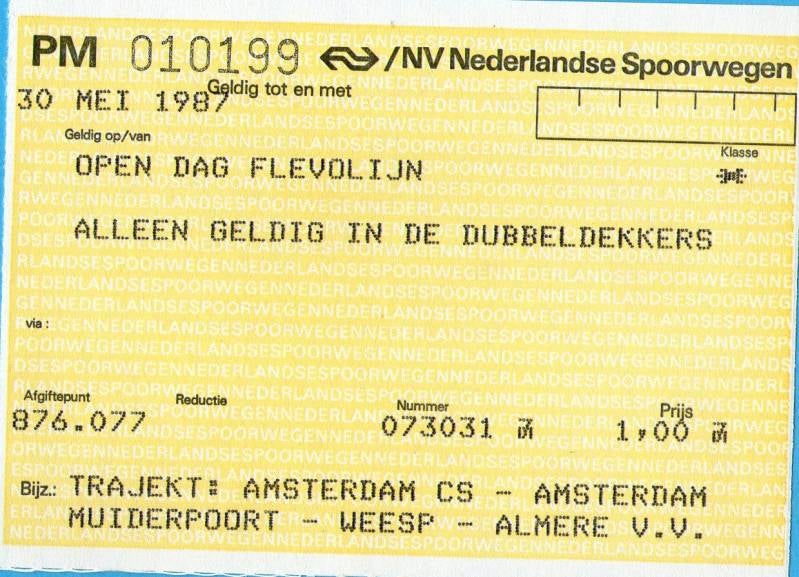 PM 010199 /NV Nederlandse Spoorwegen
30 MEI 1987 Geldig tot en met
Geldig op/van
Klasse
OPEN DAG FLEVOLIJN
ALLEEN GELDIG IN DE DUBBELDEKKERS
via :
Afgiftepunt Reductie Nummer Prijs
876.077 073031 1,00
Bijz.: TRAJEKT: AMSTERDAM CS - AMSTERDAM
MUIDERPOORT - WEESP - ALMERE V.V.